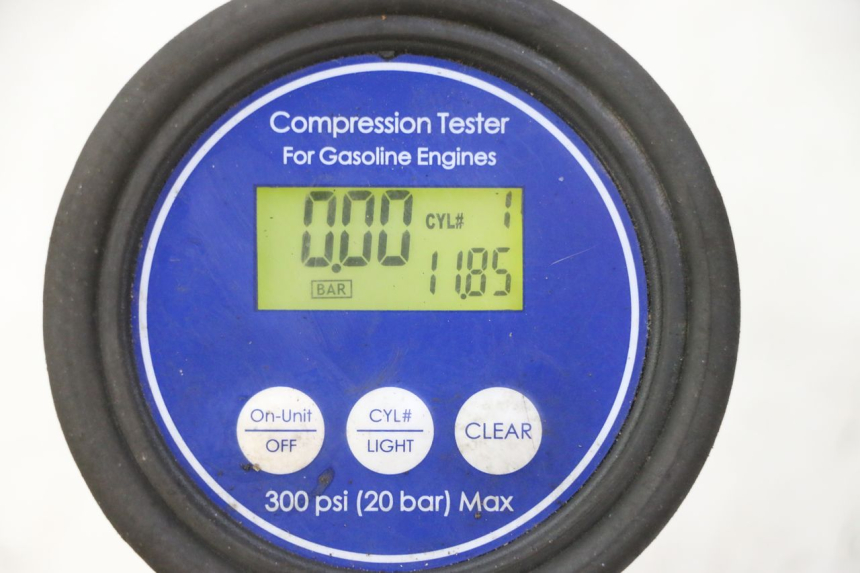 Compression Tester
For Gasoline Engines
0.00 CYL# 1
BAR 11.85
On-Unit
OFF
CYL#
LIGHT
CLEAR
300 psi (20 bar) Max